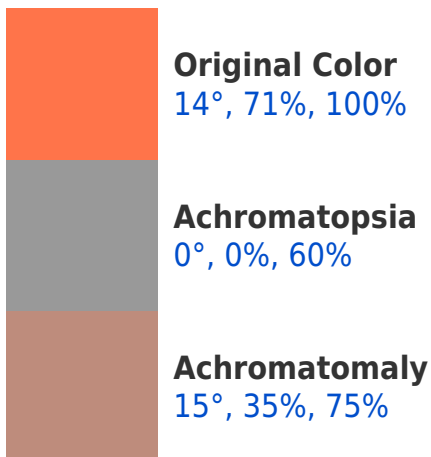 Original Color
14°, 71%, 100%
Achromatopsia
0°, 0%, 60%
Achromatomaly
15°, 35%, 75%